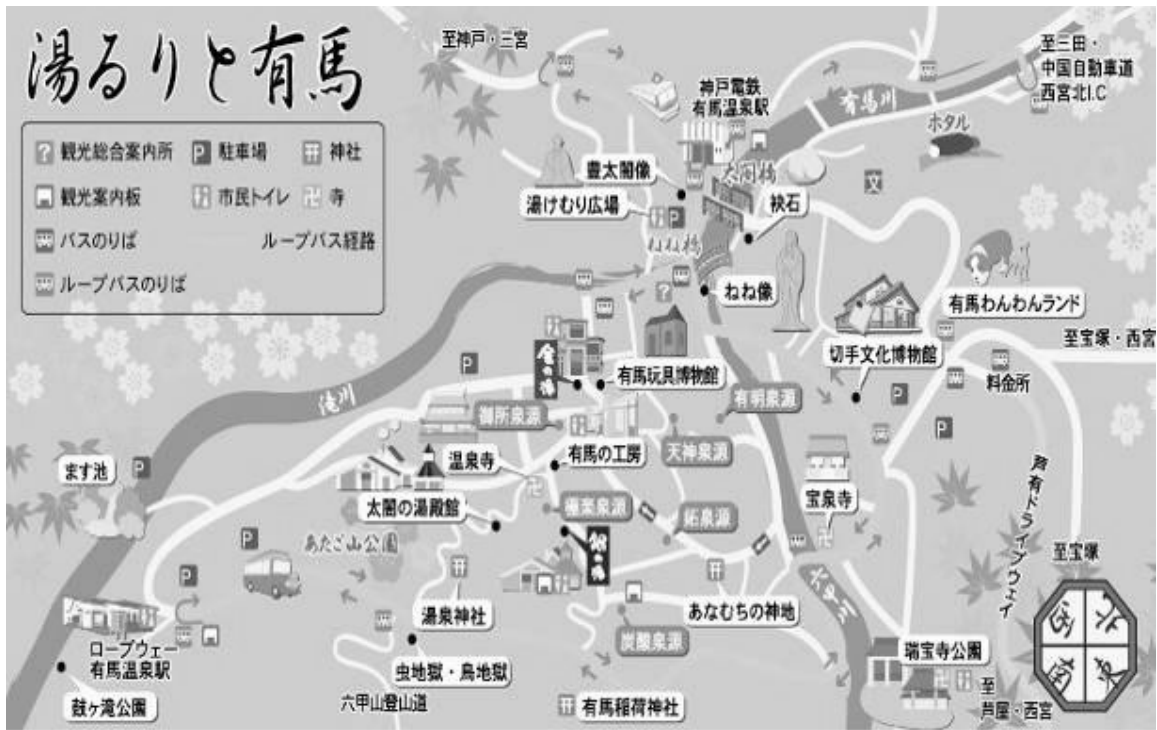 湯るりと有馬
観光総合案内所
駐車場
神社
観光案内板
市民トイレ
寺
バスのりば
ループバス経路
ループバスのりば
至神戸・三宮
神戸電鉄
有馬温泉駅
有馬川
至三田・
中国自動車道
西宮北I.C
ホタル
文
豊太閤像
太閤橋
湯けむり広場
袂石
ねね橋
ねね像
有馬わんわんランド
切手文化博物館
至宝塚・西宮
料金所
金の湯
有馬玩具博物館
滝川
御所泉源
有明泉源
天神泉源
有馬の工房
温泉寺
ます池
太閤の湯殿館
極楽泉源
妬泉源
宝泉寺
芦有ドライブウェイ
あたご山公園
銀の湯
至宝塚
湯泉神社
あなむちの神地
六甲川
炭酸泉源
瑞宝寺公園
ロープウェー
有馬温泉駅
虫地獄・鳥地獄
鼓ヶ滝公園
六甲山登山道
有馬稲荷神社
至
芦屋・西宮
北
西
東
南